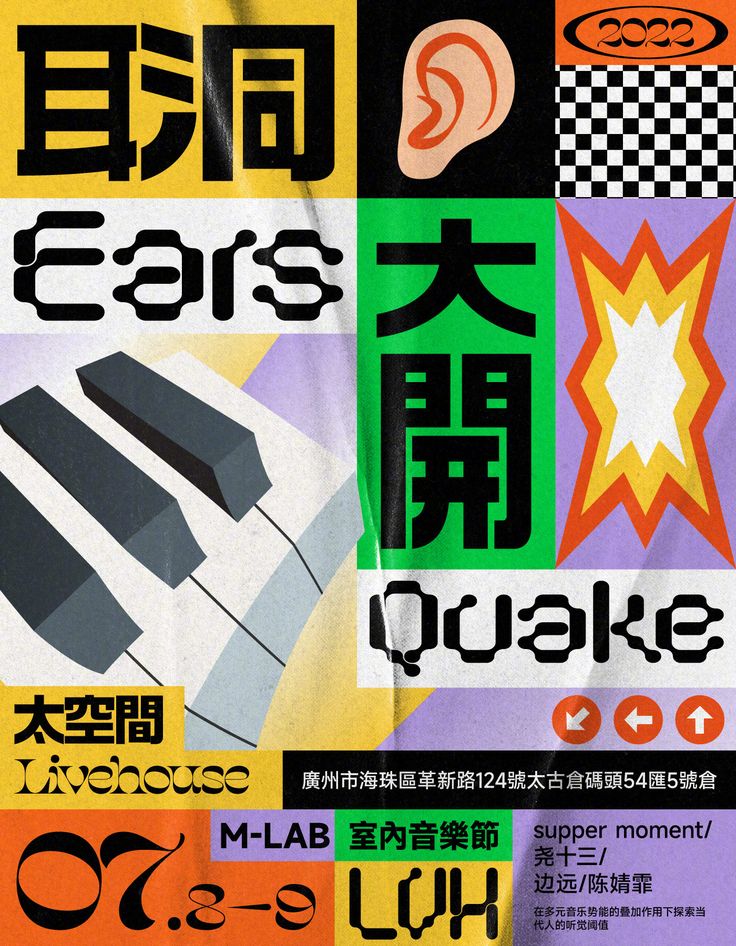 耳洞
2022
Ears
大
開
Quake
太空間
Livehouse
廣州市海珠區革新路124號太古倉碼頭54匯5號倉
07.8-9
M-LAB
室內音樂節
LVH
supper moment/
尧十三/
边远/陈婧霏
在多元音乐势能的叠加作用下探索当
代人的听觉阈值